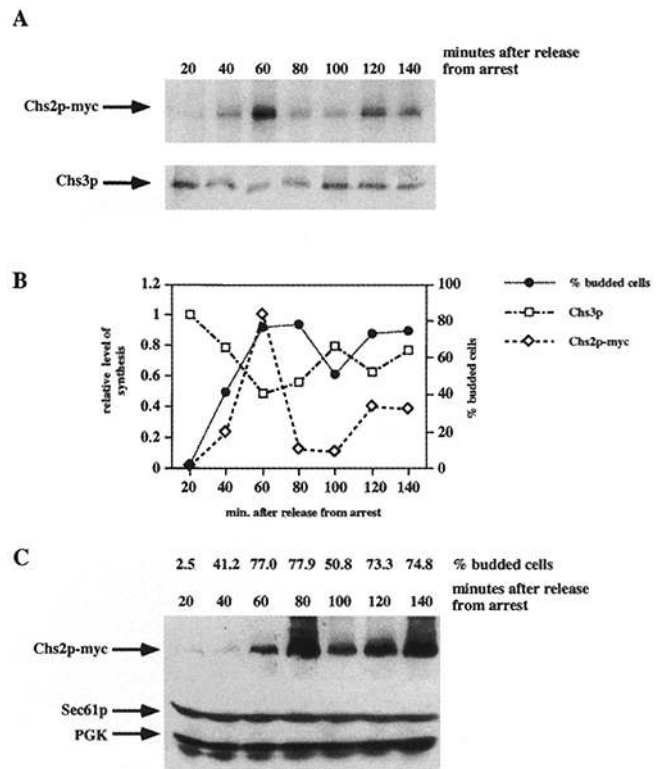 A
minutes after release
from arrest
20 40 60 80 100 120 140
Chs2p-myc
Chs3p
B
1.2
1
0.8
0.6
0.4
0.2
0
relative level of
synthesis
100
80
60
40
20
0
% budded cells
20 40 60 80 100 120 140
min. after release from arrest
% budded cells
Chs3p
Chs2p-myc
C
2.5 41.2 77.0 77.9 50.8 73.3 74.8 % budded cells
minutes after release
from arrest
20 40 60 80 100 120 140
Chs2p-myc
Sec61p
PGK